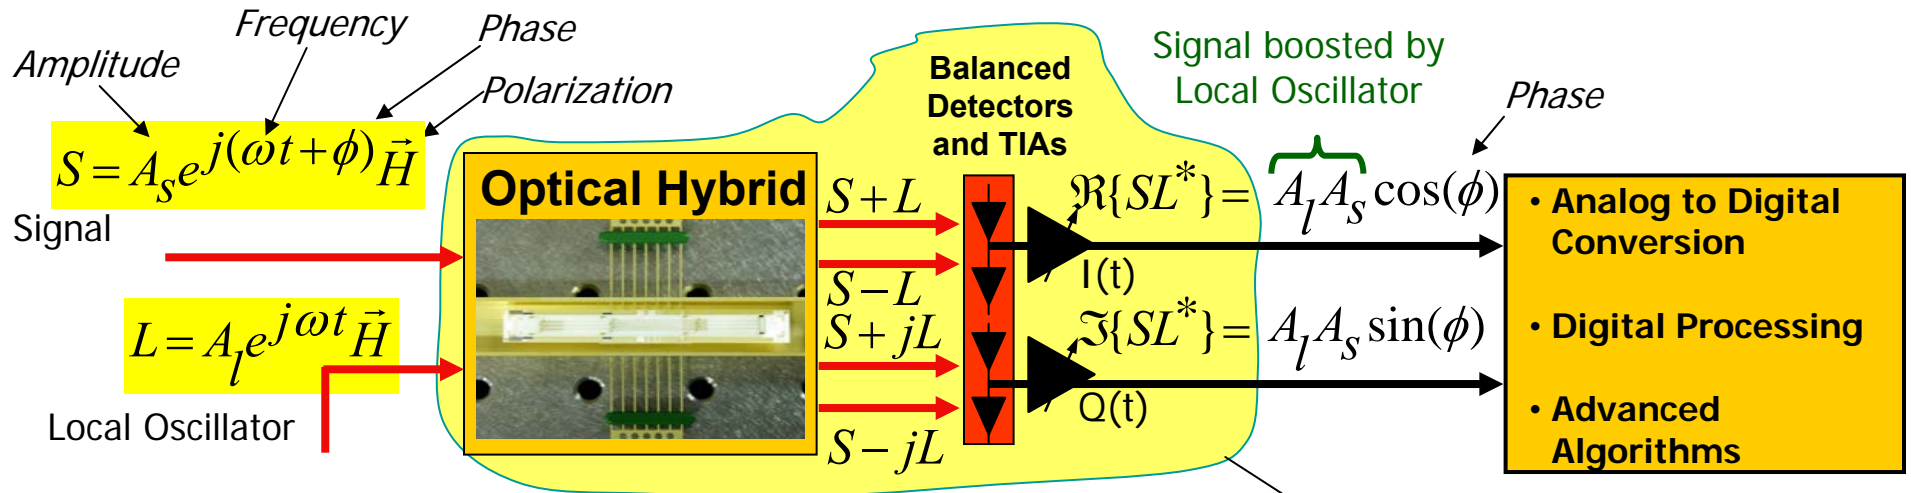 Frequency
Phase
Amplitude
Polarization
S = A_s e^{j(ωt+ϕ)} \vec{H}
Signal
L = A_l e^{jωt} \vec{H}
Local Oscillator
Optical Hybrid
S + L
S − L
S + jL
S − jL
Balanced
Detectors
and TIAs
Signal boosted by
Local Oscillator
Phase
ℜ{SL*} = A_l A_s cos(ϕ)
I(t)
ℑ{SL*} = A_l A_s sin(ϕ)
Q(t)
• Analog to Digital
Conversion
• Digital Processing
• Advanced
Algorithms